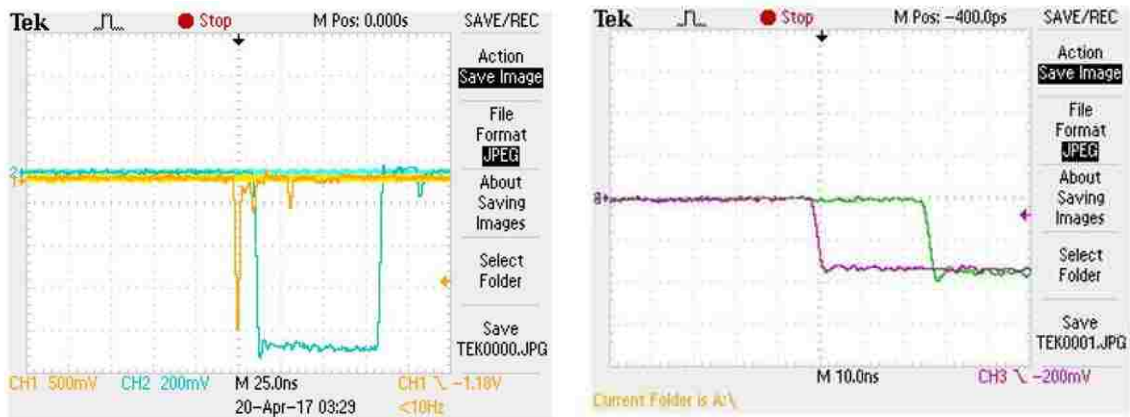 Tek Stop M Pos: 0.000s SAVE/REC
Action
Save Image
File
Format
JPEG
About
Saving
Images
Select
Folder
Save
TEK0000.JPG
2
1
CH1 500mV CH2 200mV M 25.0ns CH1 -1.18V
20-Apr-17 03:29 <10Hz
Tek Stop M Pos: -400.0ps SAVE/REC
Action
Save Image
File
Format
JPEG
About
Saving
Images
Select
Folder
Save
TEK0001.JPG
M 10.0ns CH3 -200mV
Current Folder is A:\